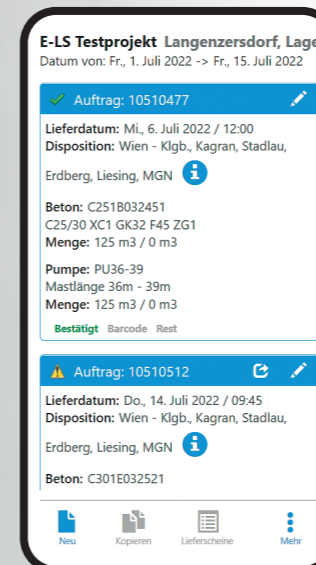 E-LS Testprojekt Langenzersdorf, Lage
Datum von: Fr., 1. Juli 2022 -> Fr., 15. Juli 2022
Auftrag: 10510477
Lieferdatum: Mi., 6. Juli 2022 / 12:00
Disposition: Wien - Klgb., Kagran, Stadlau,
Erdberg, Liesing, MGN
Beton: C251B032451
C25/30 XC1 GK32 F45 ZG1
Menge: 125 m3 / 0 m3
Pumpe: PU36-39
Mastlänge 36m - 39m
Menge: 125 m3 / 0 m3
Bestätigt Barcode Rest
Auftrag: 10510512
Lieferdatum: Do., 14. Juli 2022 / 09:45
Disposition: Wien - Klgb., Kagran, Stadlau,
Erdberg, Liesing, MGN
Beton: C301E032521
Neu Kopieren Lieferscheine Mehr